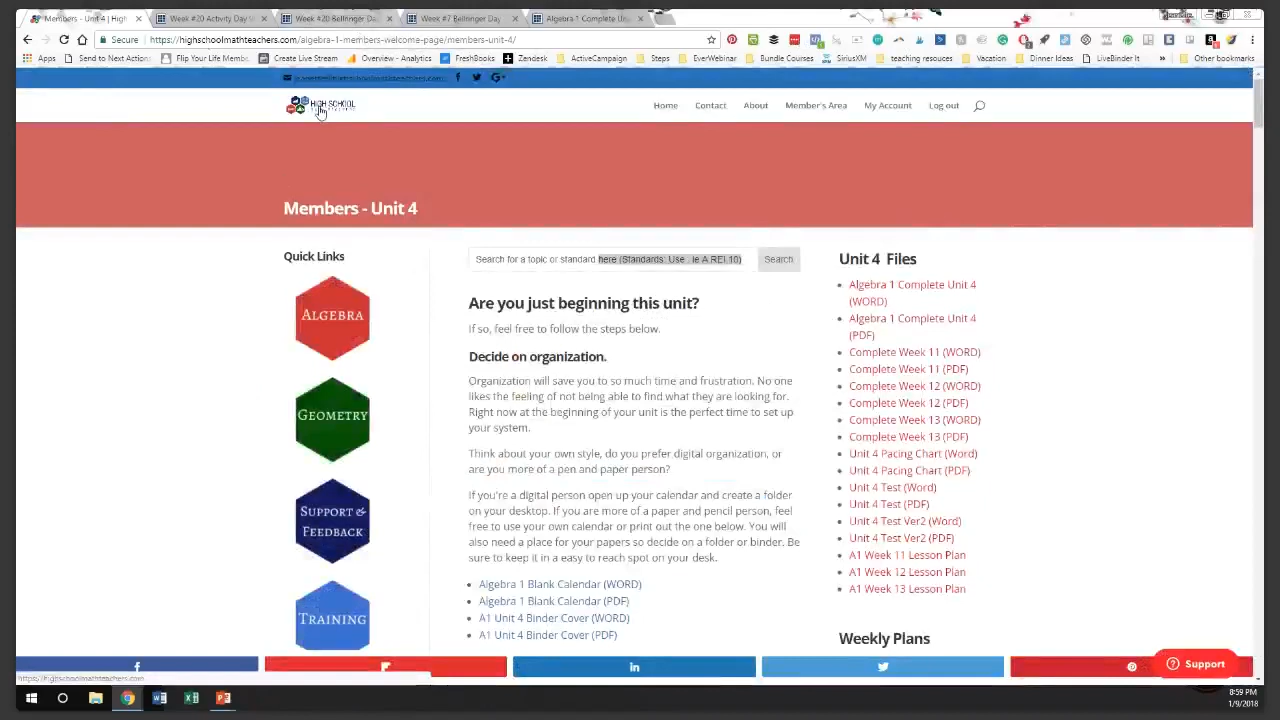 Members - Unit 4 | High
Week #20 Activity Day
Week #20 Bellringer Da
Week #7 Bellringer Day
Algebra 1 Complete Un
Secure
https://highschoolmathteachers.com/algebra-1-members-welcome-page/members-unit-4/
Apps
Send to Next Action
Flip Your Life Membe
Create Live Stream
Overview - Analytics
FreshBooks
Zendesk
ActiveCampaign
Steps
EverWebinar
Bundle Courses
SiriusXM
teaching resouces
Vacation
Dinner Ideas
LiveBinder It
»
Other bookmarks
HIGH SCHOOL
Home
Contact
About
Member's Area
My Account
Log out
Members - Unit 4
Quick Links
ALGEBRA
GEOMETRY
SUPPORT &
FEEDBACK
TRAINING
Search for a topic or standard here (Standards: Use . ie A.REI.10)
Search
Are you just beginning this unit?
If so, feel free to follow the steps below.
Decide on organization.
Organization will save you to so much time and frustration. No one
likes the feeling of not being able to find what they are looking for.
Right now at the beginning of your unit is the perfect time to set up
your system.
Think about your own style, do you prefer digital organization, or
are you more of a pen and paper person?
If you're a digital person open up your calendar and create a folder
on your desktop. If you are more of a paper and pencil person, feel
free to use your own calendar or print out the one below. You will
also need a place for your papers so decide on a folder or binder. Be
sure to keep it in a easy to reach spot on your desk.
Algebra 1 Blank Calendar (WORD)
Algebra 1 Blank Calendar (PDF)
A1 Unit 4 Binder Cover (WORD)
A1 Unit 4 Binder Cover (PDF)
Unit 4 Files
Algebra 1 Complete Unit 4
(WORD)
Algebra 1 Complete Unit 4
(PDF)
Complete Week 11 (WORD)
Complete Week 11 (PDF)
Complete Week 12 (WORD)
Complete Week 12 (PDF)
Complete Week 13 (WORD)
Complete Week 13 (PDF)
Unit 4 Pacing Chart (Word)
Unit 4 Pacing Chart (PDF)
Unit 4 Test (Word)
Unit 4 Test (PDF)
Unit 4 Test Ver2 (Word)
Unit 4 Test Ver2 (PDF)
A1 Week 11 Lesson Plan
A1 Week 12 Lesson Plan
A1 Week 13 Lesson Plan
Weekly Plans
Support
https://highschoolmathteachers.com
8:59 PM
1/9/2018